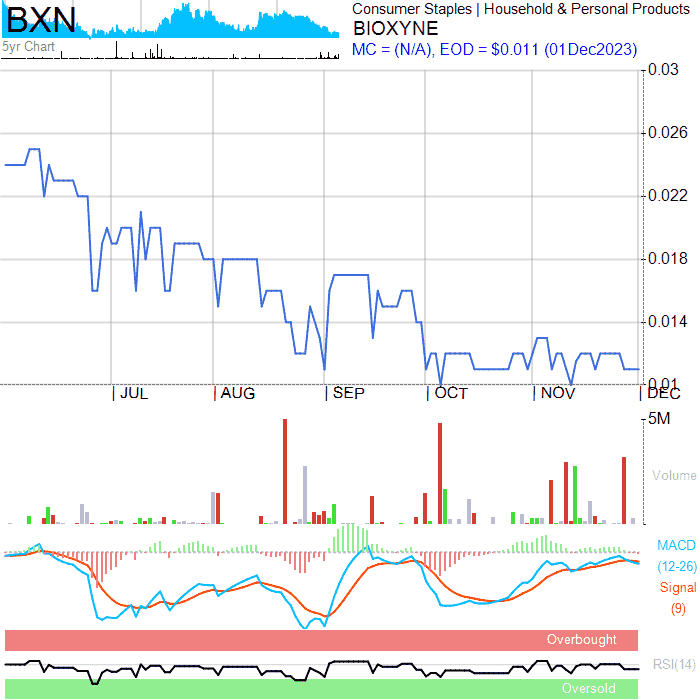 BXN
5yr Chart
Consumer Staples | Household & Personal Products
BIOXYNE
MC = (N/A), EOD = $0.011 (01Dec2023)
0.03
0.026
0.022
0.018
0.014
0.01
JUL AUG SEP OCT NOV DEC
5M
Volume
MACD
(12-26)
Signal
(9)
Overbought
RSI(14)
Oversold